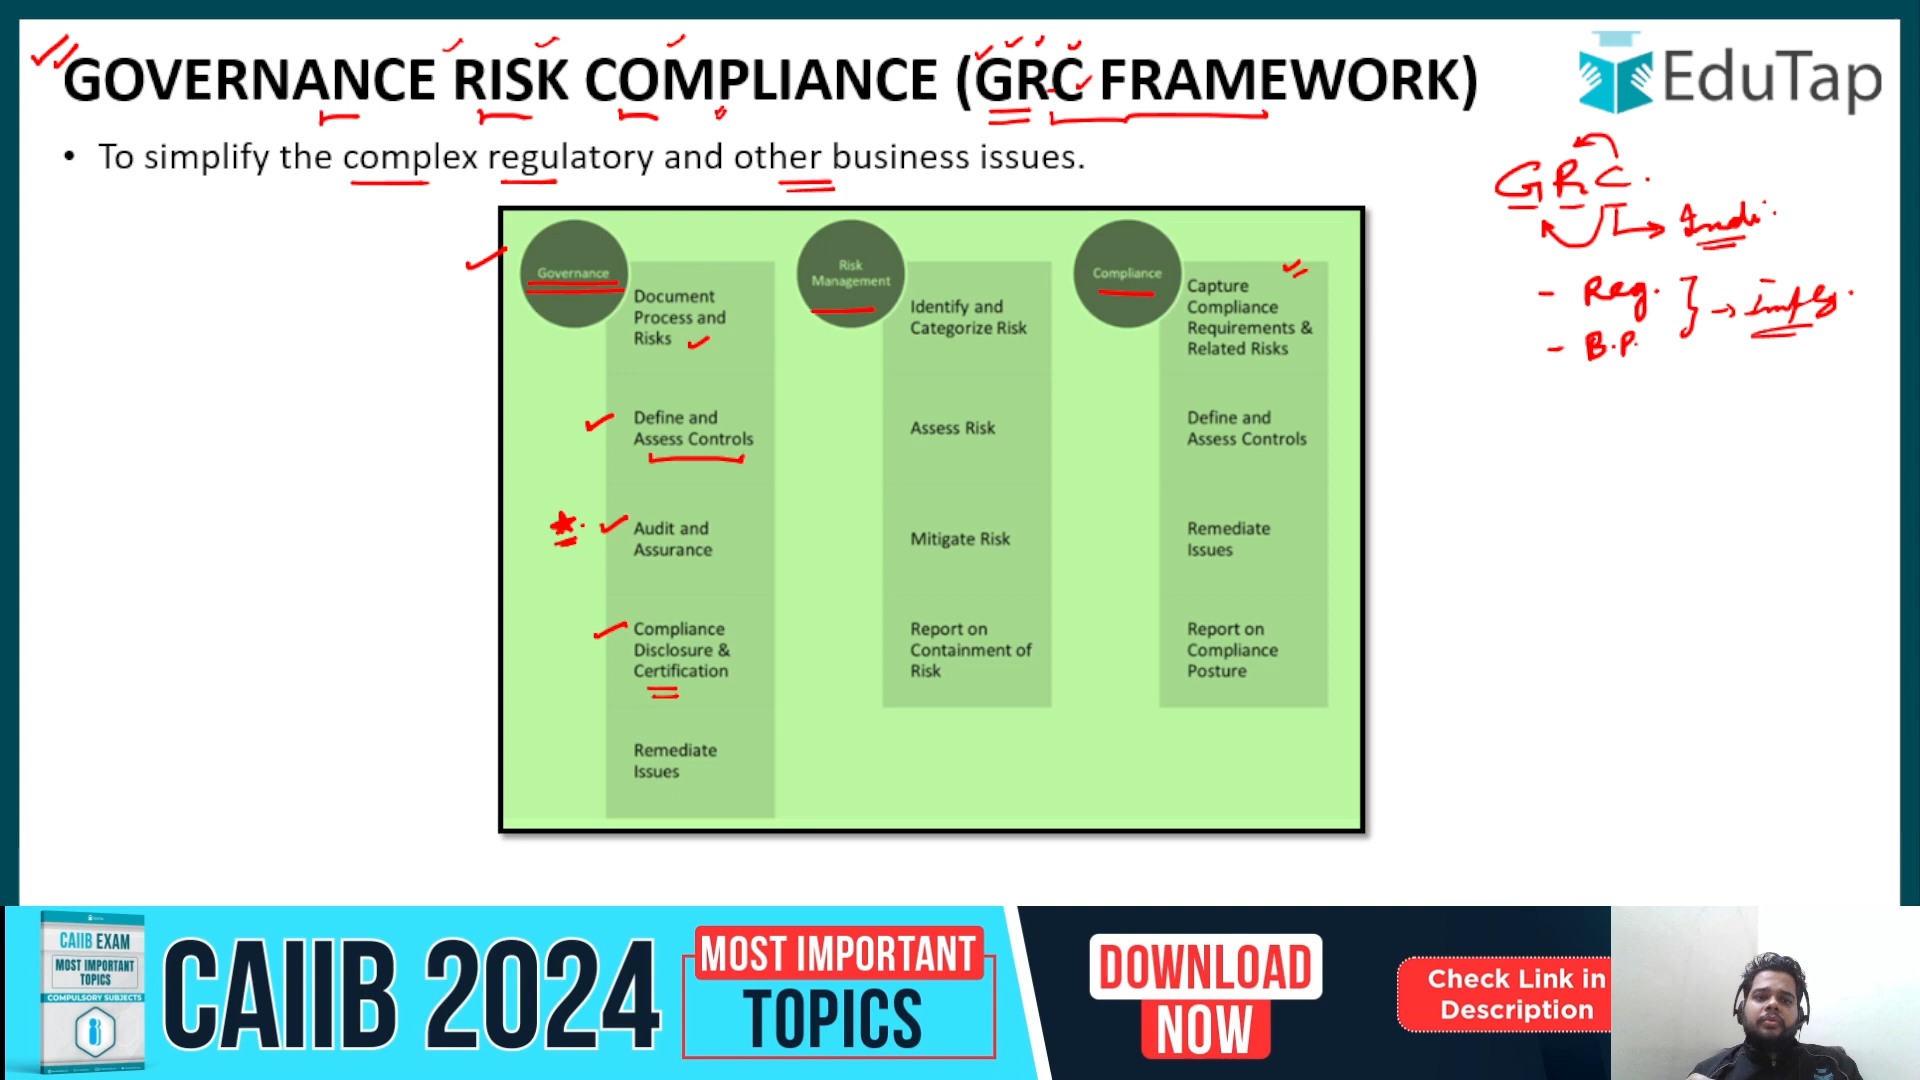 GOVERNANCE RISK COMPLIANCE (GRC FRAMEWORK)
EduTap
• To simplify the complex regulatory and other business issues.
GRC.
- Reg.
- B.P.
Governance
Document
Process and
Risks
Define and
Assess Controls
Audit and
Assurance
Compliance
Disclosure &
Certification
Remediate
Issues
Risk
Management
Identify and
Categorize Risk
Assess Risk
Mitigate Risk
Report on
Containment of
Risk
Compliance
Capture
Compliance
Requirements &
Related Risks
Define and
Assess Controls
Remediate
Issues
Report on
Compliance
Posture
CAIIB EXAM
MOST IMPORTANT
TOPICS
COMPULSORY SUBJECTS
CAIIB 2024
MOST IMPORTANT
TOPICS
DOWNLOAD
NOW
Check Link in
Description